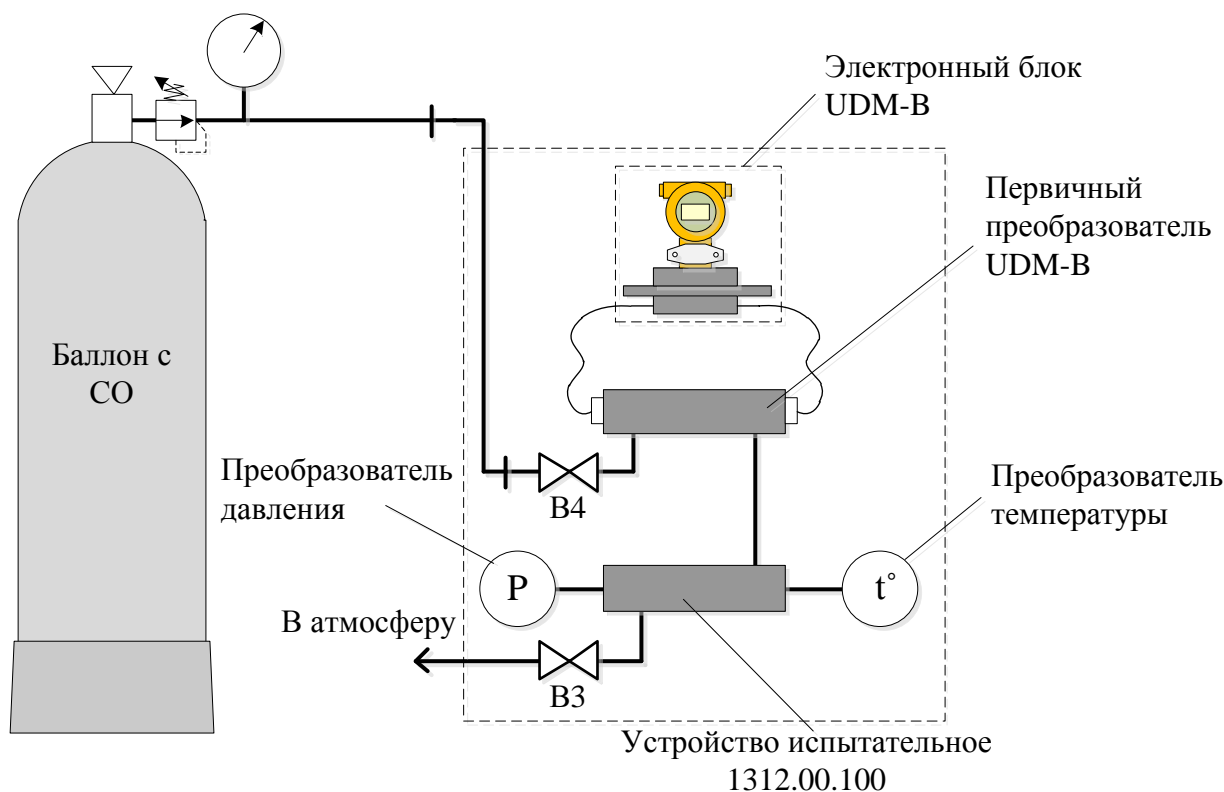 Электронный блок
UDM-B
Первичный
преобразователь
UDM-B
Баллон с
CO
Преобразователь
давления
B4
Преобразователь
температуры
P
t°
В атмосферу
B3
Устройство испытательное
1312.00.100